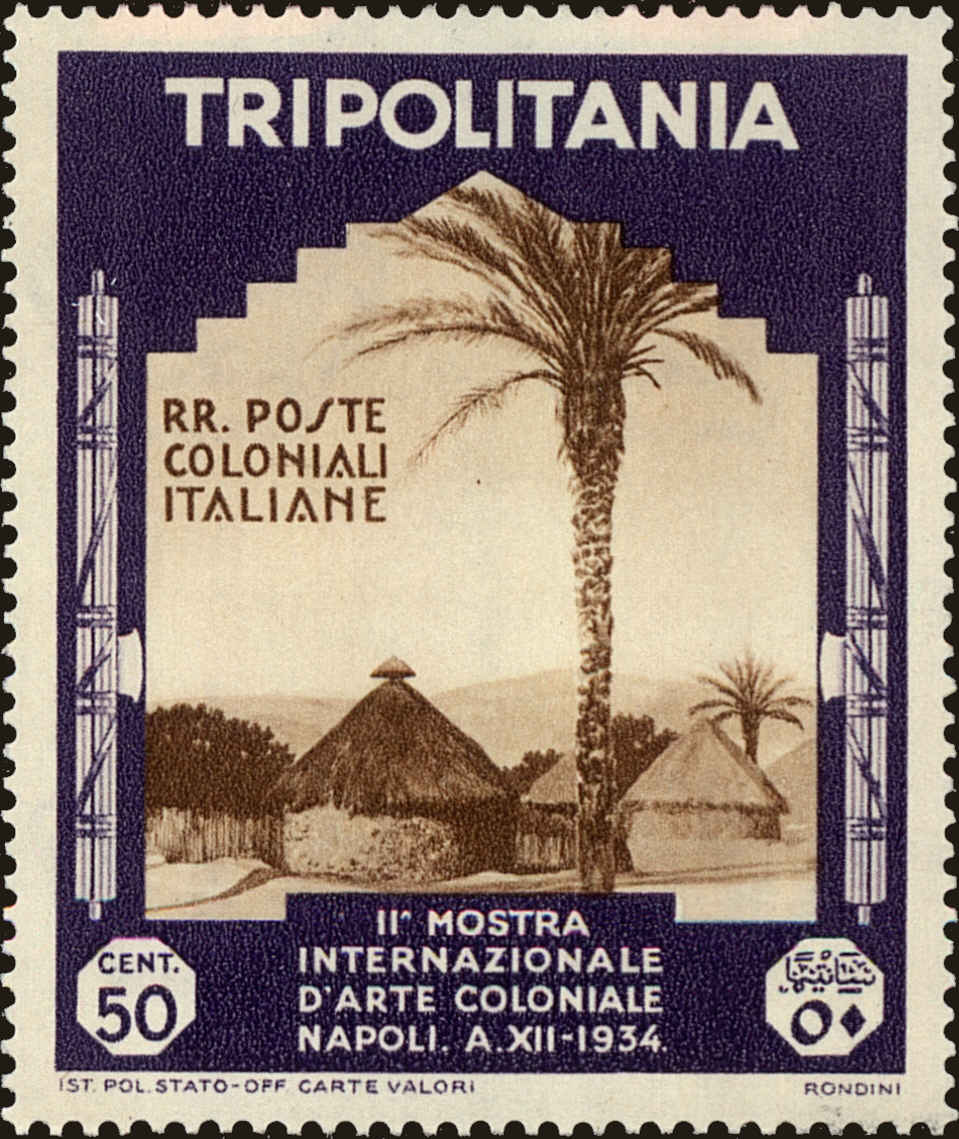 TRIPOLITANIA
RR. POSTE
COLONIALI
ITALIANE
II^ MOSTRA
INTERNAZIONALE
D'ARTE COLONIALE
NAPOLI. A.XII-1934.
CENT.
50
٥٠
IST. POL. STATO-OFF. CARTE VALORI
RONDINI